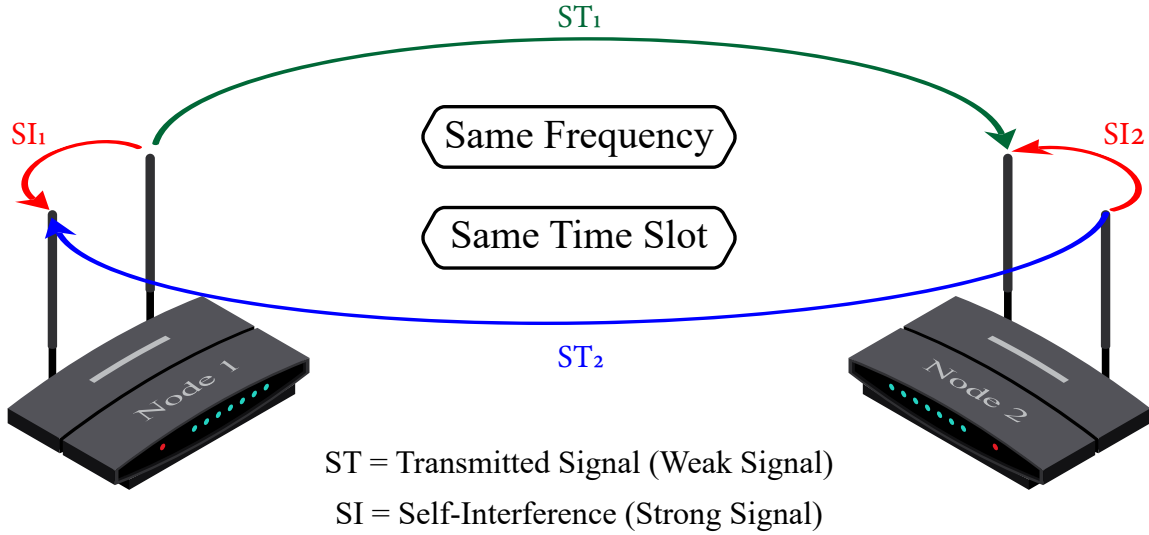 ST₁
SI₁
Same Frequency
SI2
Same Time Slot
ST₂
Node 1
Node 2
ST = Transmitted Signal (Weak Signal)
SI = Self-Interference (Strong Signal)